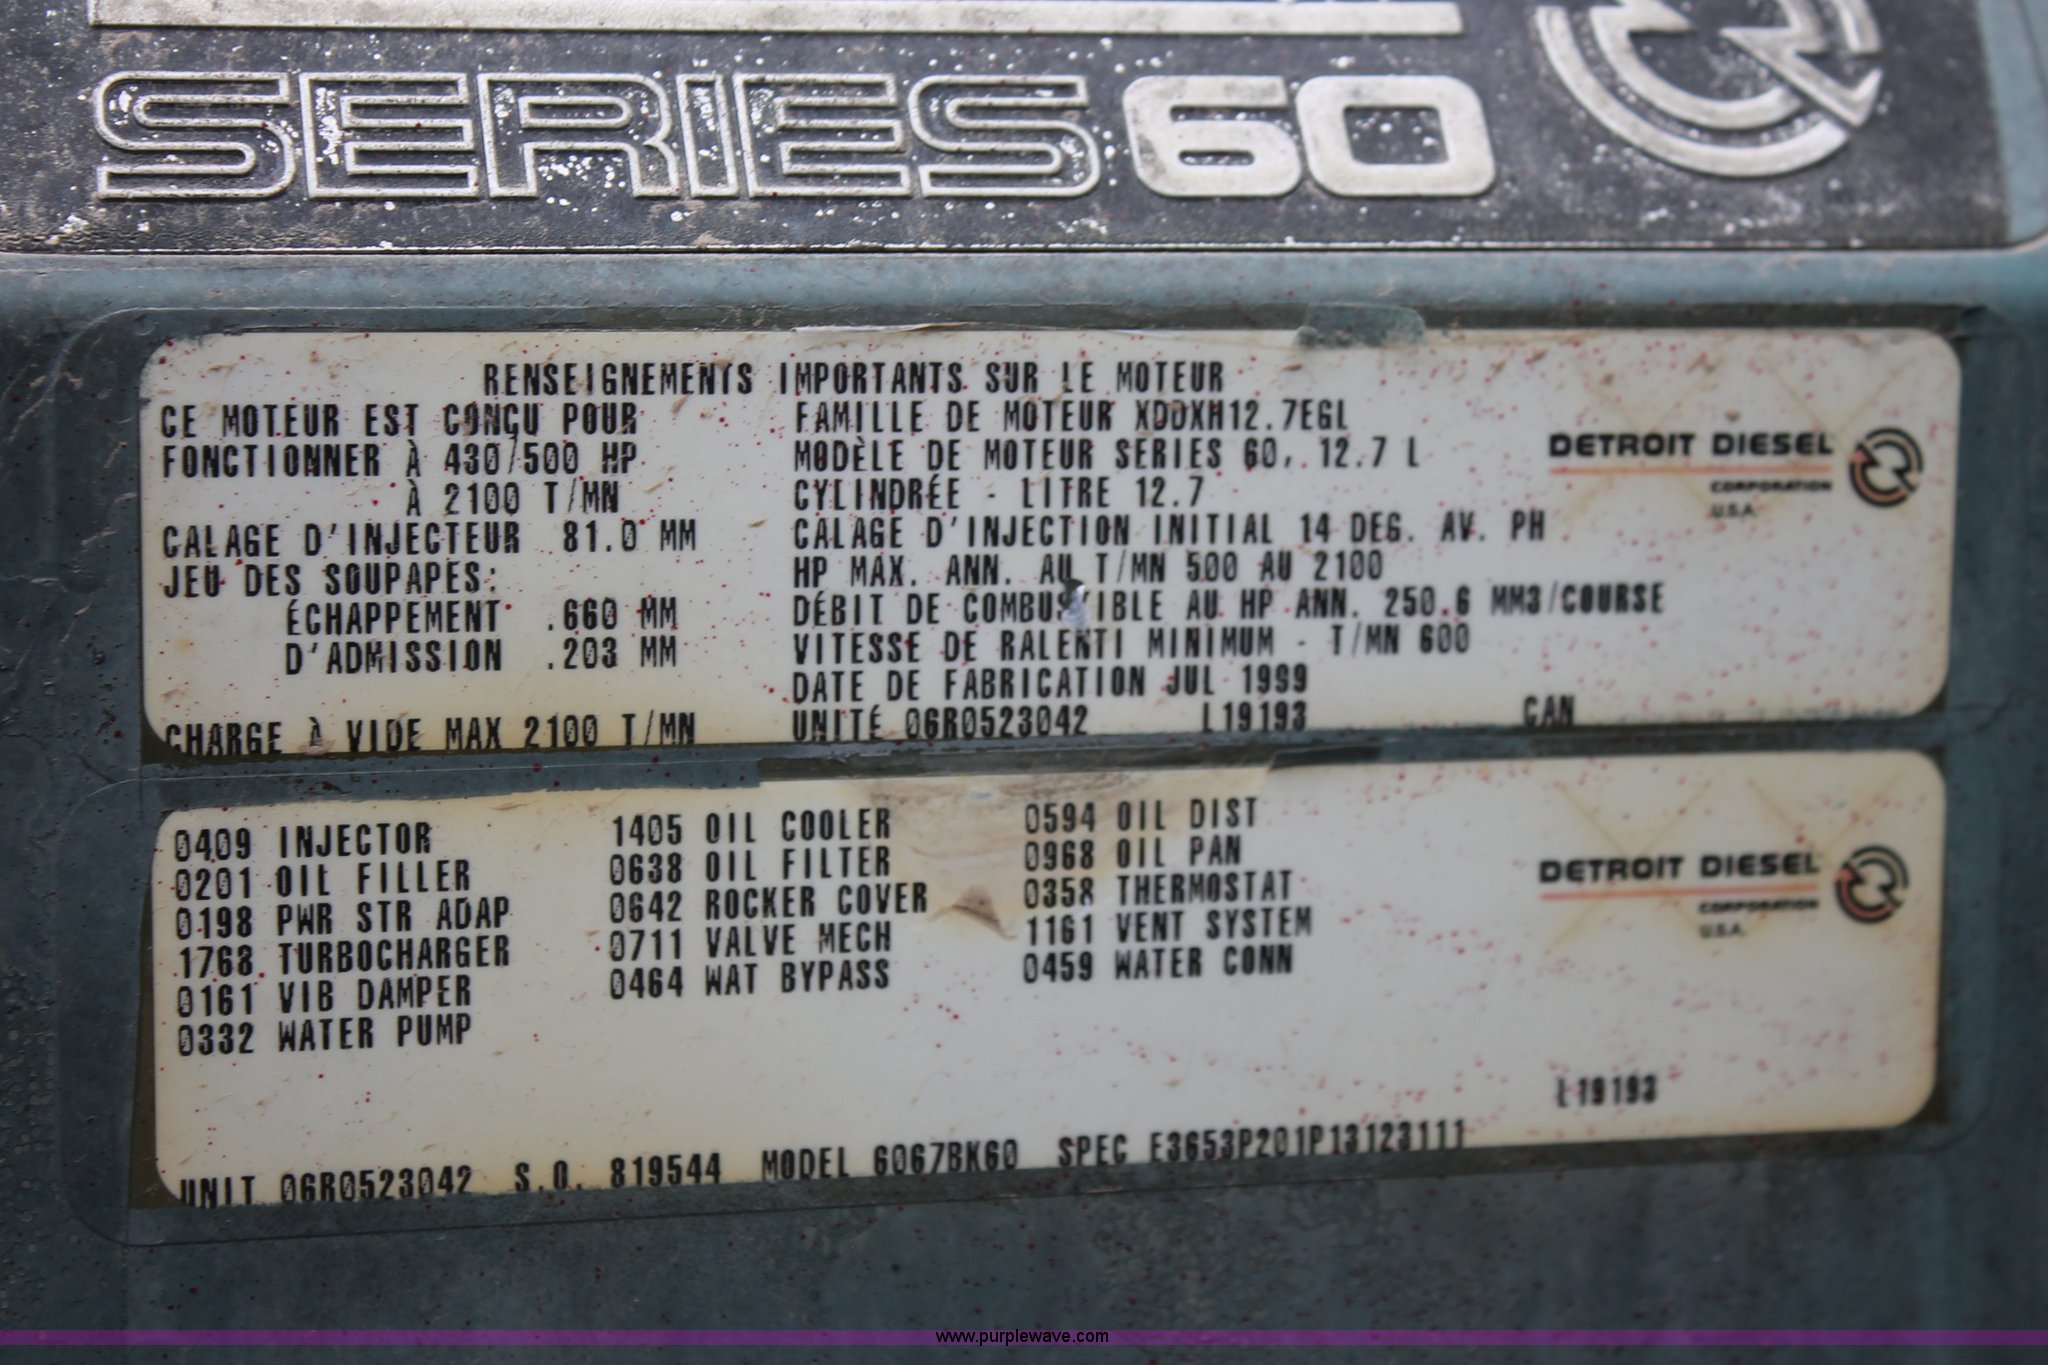 SERIES 60
RENSEIGNEMENTS IMPORTANTS SUR LE MOTEUR
CE MOTEUR EST CONÇU POUR
FONCTIONNER À 430/500 HP
À 2100 T/MN
CALAGE D'INJECTEUR 81.0 MM
JEU DES SOUPAPES:
ÉCHAPPEMENT .660 MM
D'ADMISSION .203 MM
CHARGE À VIDE MAX 2100 T/MN
FAMILLE DE MOTEUR XDDXH12.7EGL
MODÈLE DE MOTEUR SERIES 60, 12.7 L
CYLINDRÉE - LITRE 12.7
CALAGE D'INJECTION INITIAL 14 DEG. AV. PH
HP MAX. ANN. AU T/MN 500 AU 2100
DÉBIT DE COMBUSTIBLE AU HP ANN. 250.6 MM3/COURSE
VITESSE DE RALENTI MINIMUM - T/MN 600
DATE DE FABRICATION JUL 1999
UNITÉ 06R0523042 L19193 CAN
DETROIT DIESEL
CORPORATION
U.S.A.
0409 INJECTOR
0201 OIL FILLER
0198 PWR STR ADAP
1768 TURBOCHARGER
0161 VIB DAMPER
0332 WATER PUMP
1405 OIL COOLER
0638 OIL FILTER
0642 ROCKER COVER
0711 VALVE MECH
0464 WAT BYPASS
0594 OIL DIST
0968 OIL PAN
0358 THERMOSTAT
1161 VENT SYSTEM
0459 WATER CONN
DETROIT DIESEL
CORPORATION
U.S.A.
L19193
UNIT 06R0523042 S.O. 819544 MODEL 6067BK60 SPEC E3653P201P13123111
www.purplewave.com